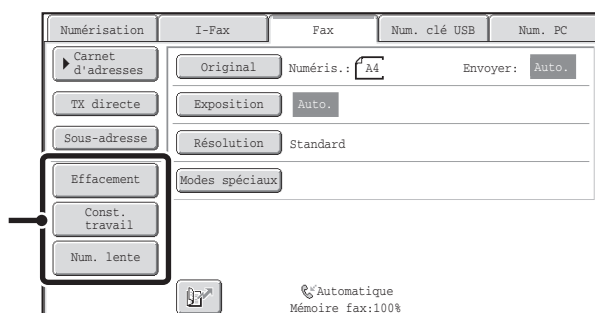 Numérisation
I-Fax
Fax
Num. clé USB
Num. PC
Carnet
d'adresses
Original
Numéris.:
A4
Envoyer:
Auto.
TX directe
Exposition
Auto.
Sous-adresse
Résolution
Standard
Effacement
Modes spéciaux
Const.
travail
Num. lente
Automatique
Mémoire fax:100%